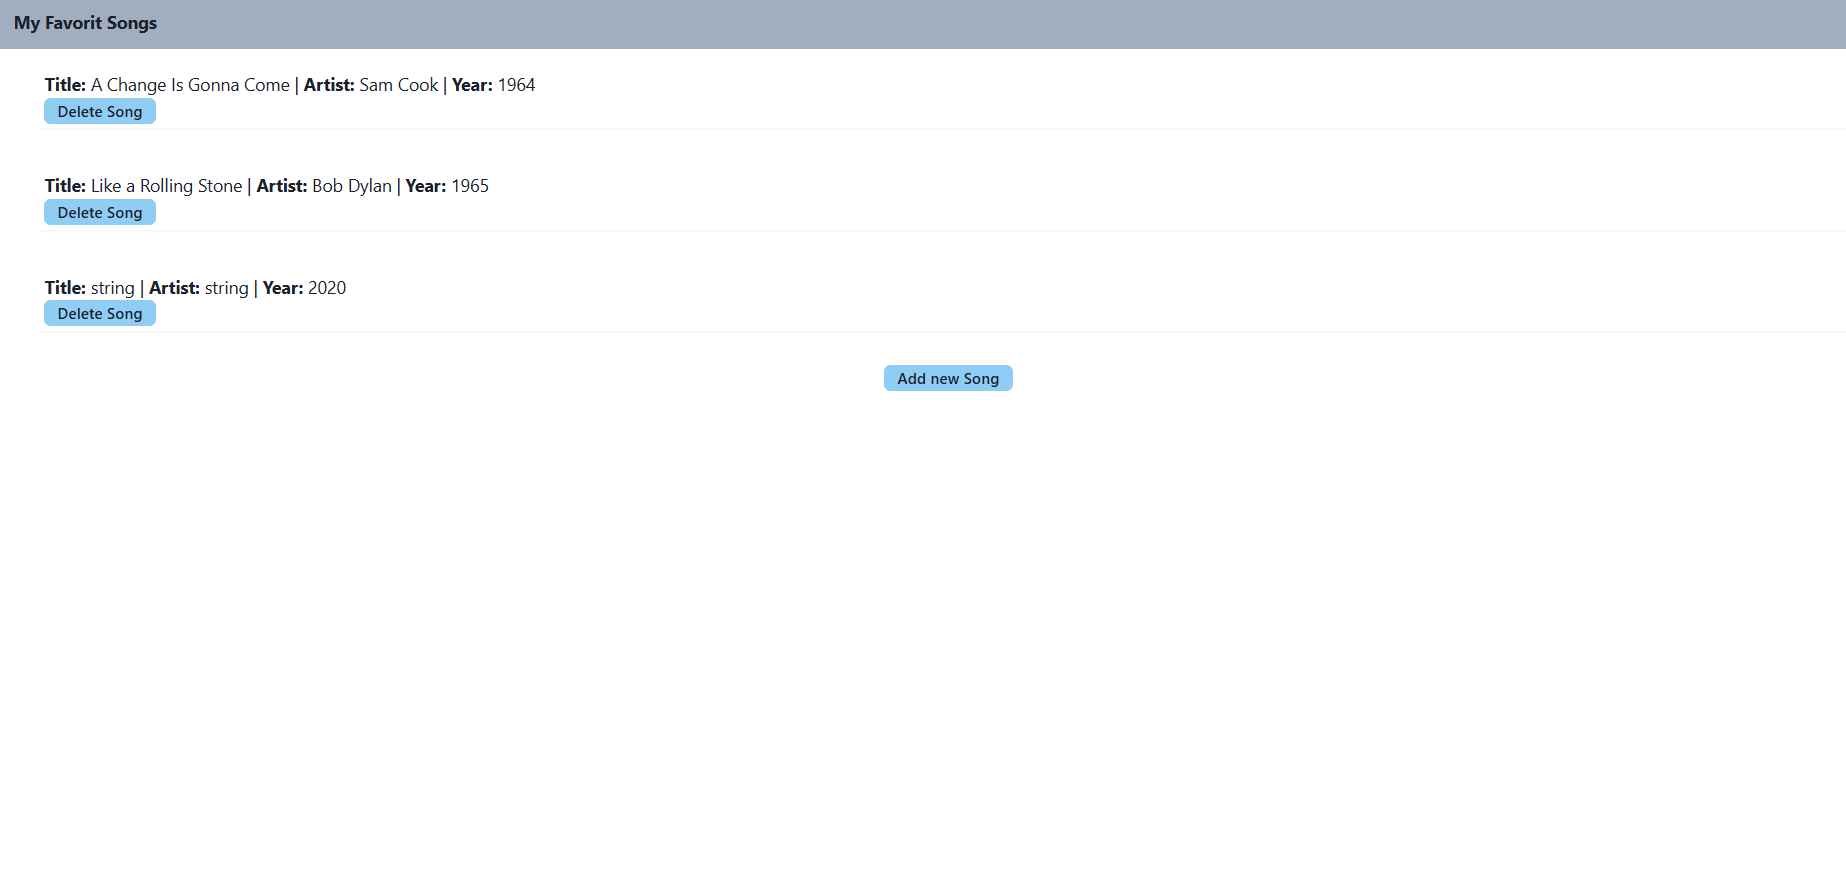 My Favorit Songs
Title: A Change Is Gonna Come | Artist: Sam Cook | Year: 1964
Delete Song
Title: Like a Rolling Stone | Artist: Bob Dylan | Year: 1965
Delete Song
Title: string | Artist: string | Year: 2020
Delete Song
Add new Song